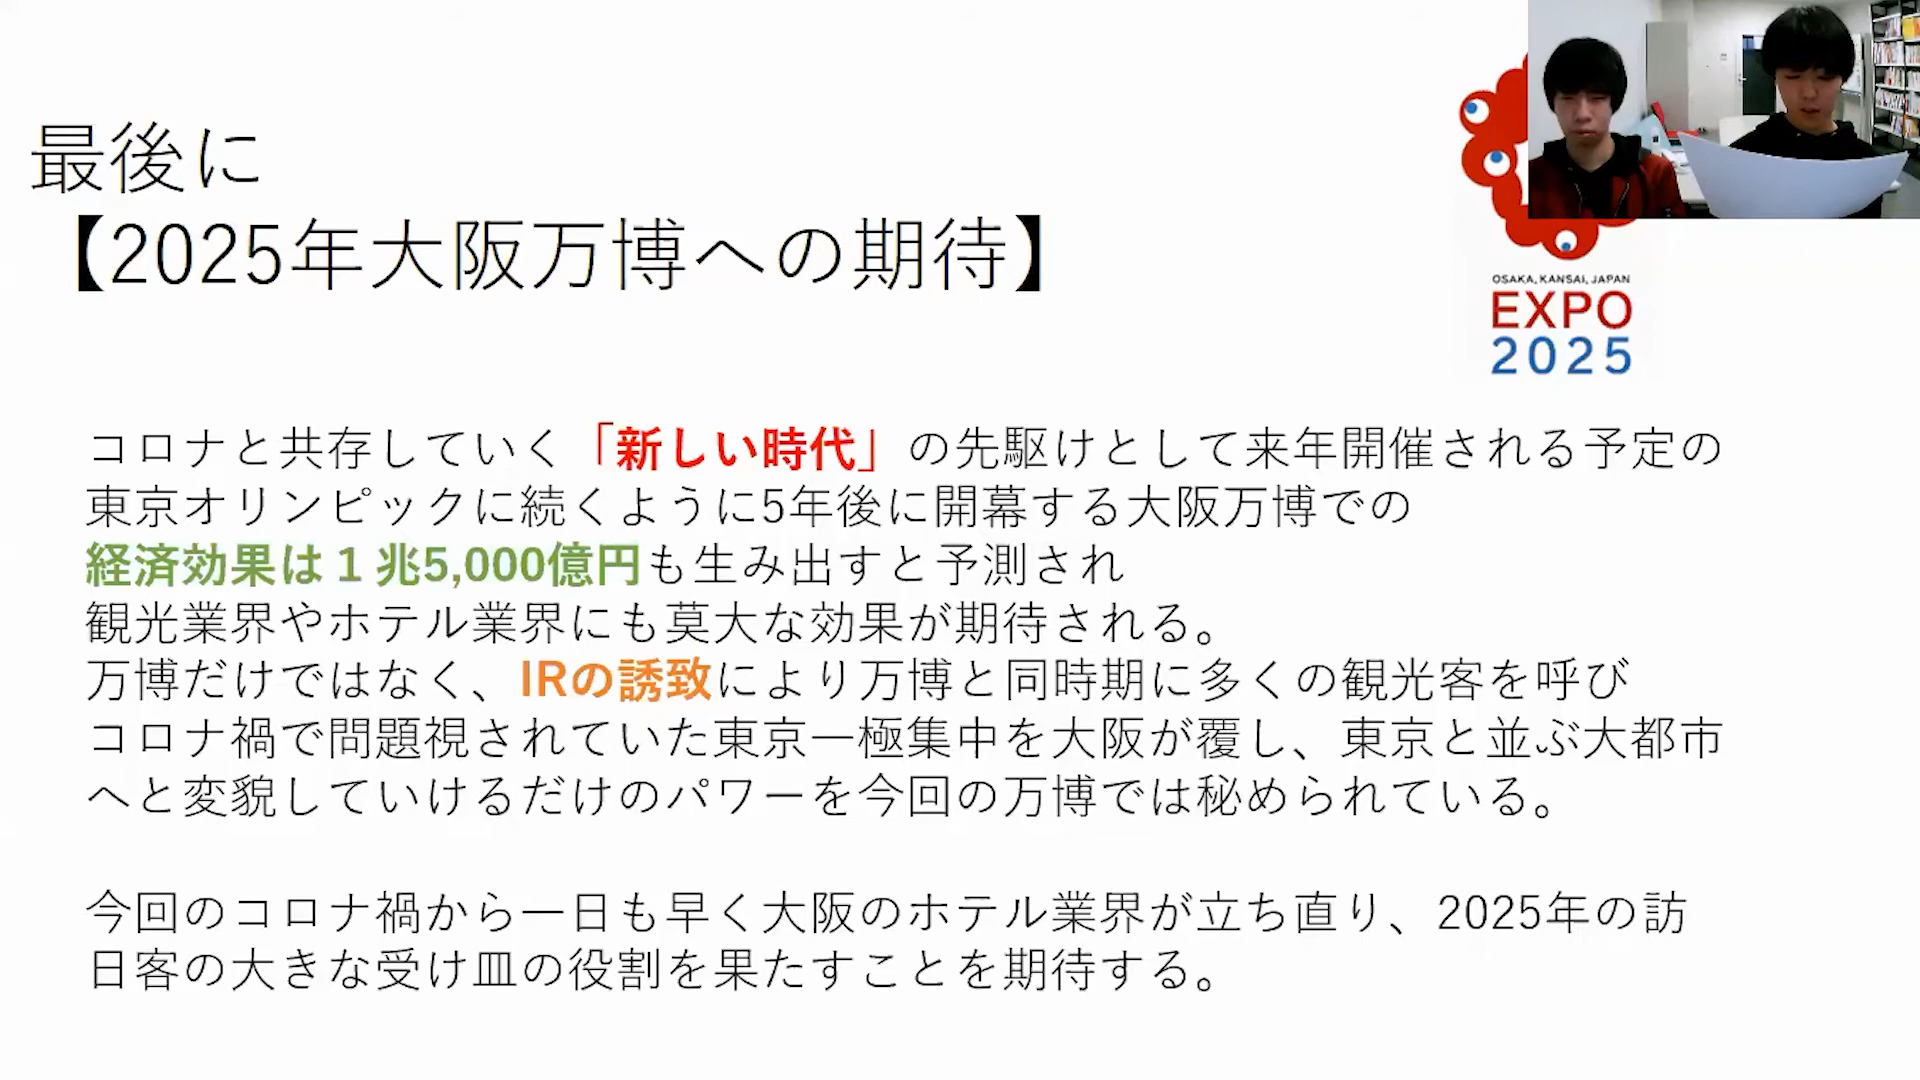 最後に
【2025年大阪万博への期待】
OSAKA, KANSAI, JAPAN
EXPO
2025
コロナと共存していく「新しい時代」の先駆けとして来年開催される予定の
東京オリンピックに続くように5年後に開幕する大阪万博での
経済効果は１兆5,000億円も生み出すと予測され
観光業界やホテル業界にも莫大な効果が期待される。
万博だけではなく、IRの誘致により万博と同時期に多くの観光客を呼び
コロナ禍で問題視されていた東京一極集中を大阪が覆し、東京と並ぶ大都市
へと変貌していけるだけのパワーを今回の万博では秘められている。
今回のコロナ禍から一日も早く大阪のホテル業界が立ち直り、2025年の訪
日客の大きな受け皿の役割を果たすことを期待する。